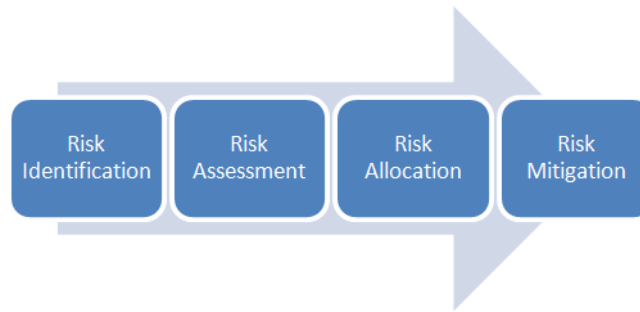 Risk
Identification
Risk
Assessment
Risk
Allocation
Risk
Mitigation